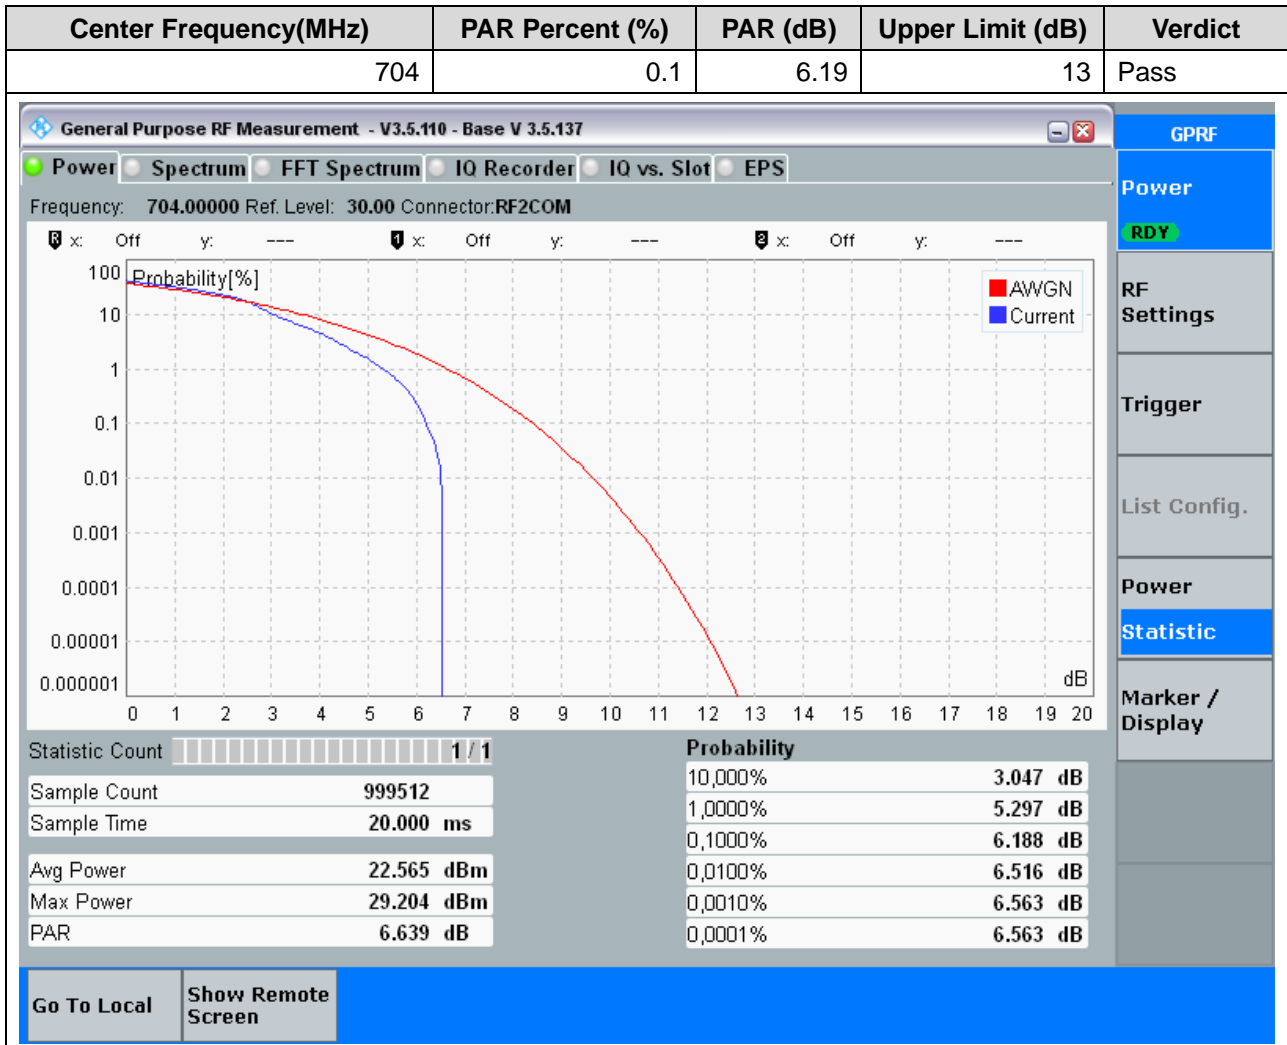 Center Frequency(MHz) PAR Percent (%) PAR (dB) Upper Limit (dB) Verdict
704 0.1 6.19 13 Pass
General Purpose RF Measurement - V3.5.110 - Base V 3.5.137
GPRF
Power Spectrum FFT Spectrum IQ Recorder IQ vs. Slot EPS
Power
RDY
Frequency: 704.00000 Ref. Level: 30.00 Connector:RF2COM
R x: Off y: --- 1 x: Off y: --- 2 x: Off y: ---
Probability[%]
AWGN
Current
100
10
1
0.1
0.01
0.001
0.0001
0.00001
0.000001
dB
0 1 2 3 4 5 6 7 8 9 10 11 12 13 14 15 16 17 18 19 20
RF
Settings
Trigger
List Config.
Power
Statistic
Marker /
Display
Statistic Count 1 / 1
Sample Count 999512
Sample Time 20.000 ms
Avg Power 22.565 dBm
Max Power 29.204 dBm
PAR 6.639 dB
Probability
10,000% 3.047 dB
1,0000% 5.297 dB
0,1000% 6.188 dB
0,0100% 6.516 dB
0,0010% 6.563 dB
0,0001% 6.563 dB
Go To Local
Show Remote
Screen